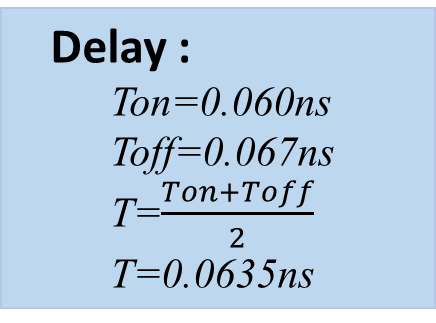 Delay :
Ton=0.060ns
Toff=0.067ns
T=Ton+Toff/2
T=0.0635ns